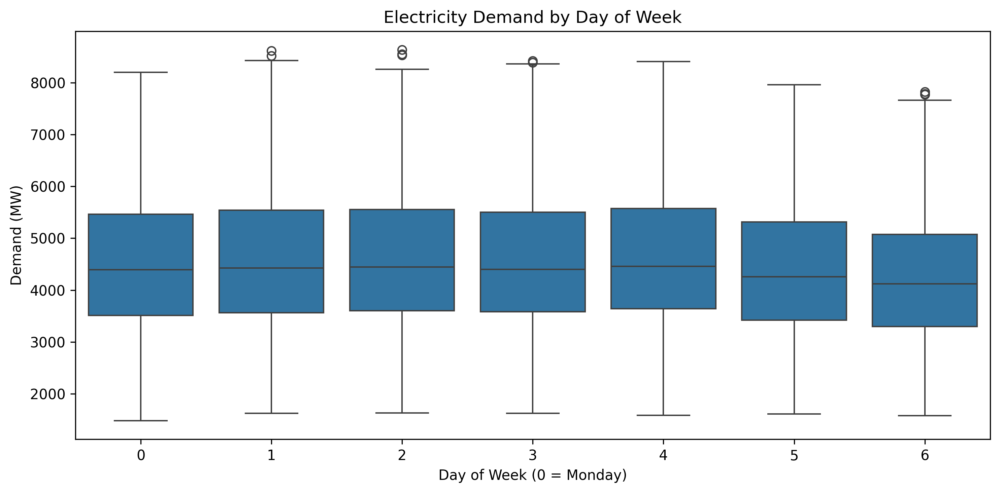 Electricity Demand by Day of Week
Demand (MW)
8000
7000
6000
5000
4000
3000
2000
0 1 2 3 4 5 6
Day of Week (0 = Monday)